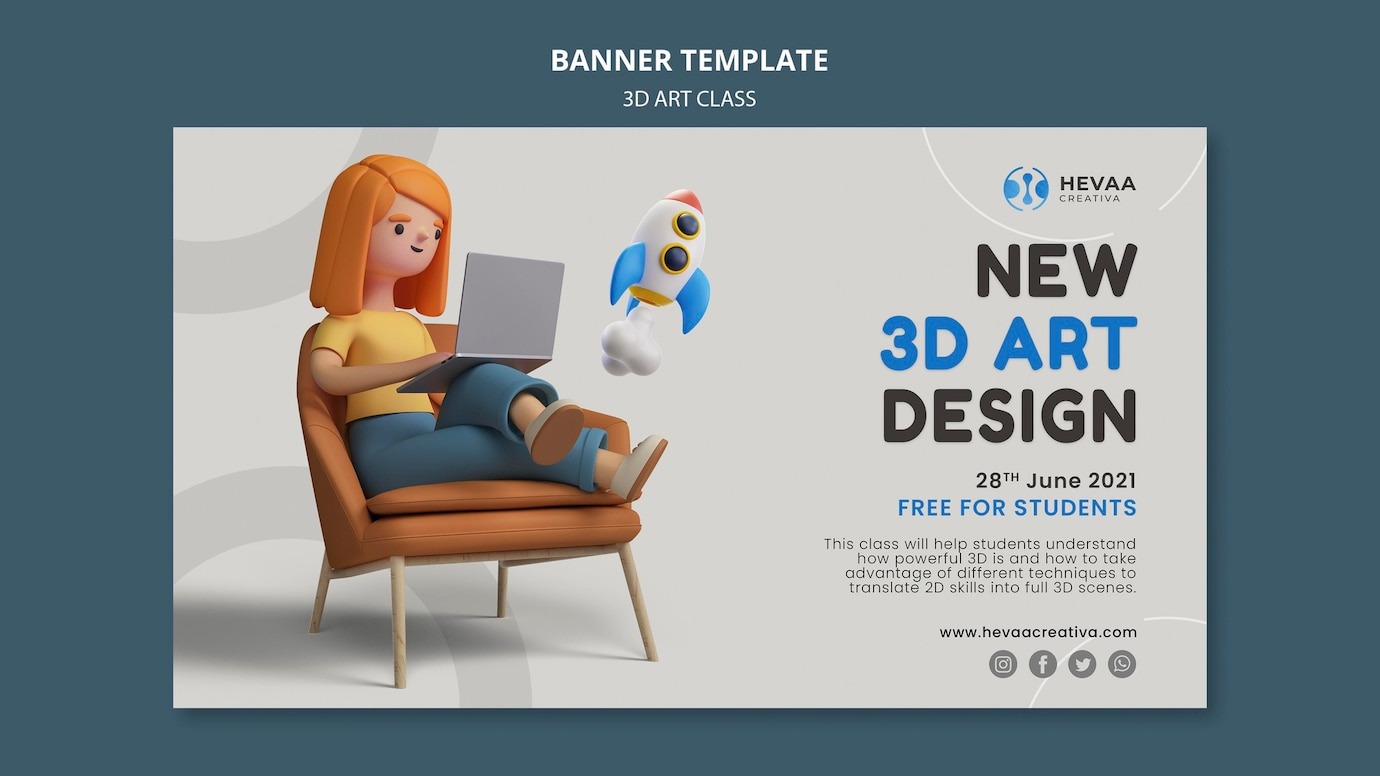 BANNER TEMPLATE
3D ART CLASS
HEVAA
CREATIVA
NEW
3D ART
DESIGN
28TH June 2021
FREE FOR STUDENTS
This class will help students understand
how powerful 3D is and how to take
advantage of different techniques to
translate 2D skills into full 3D scenes.
www.hevaacreativa.com